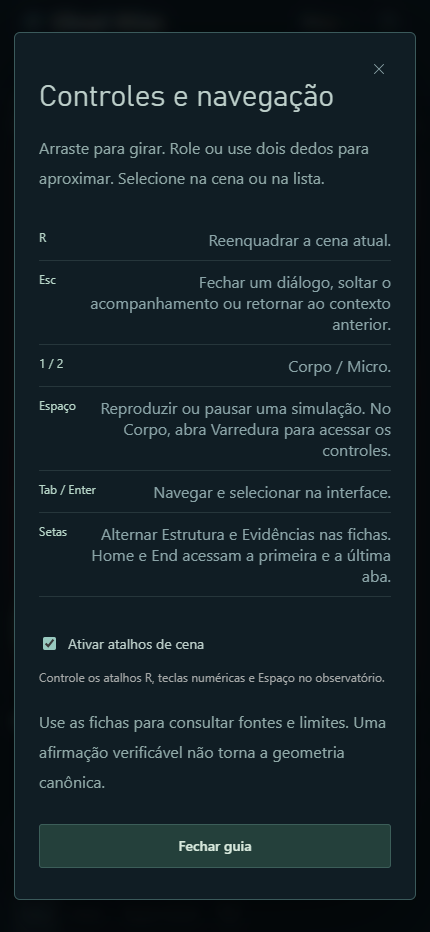 Controles e navegação
Arraste para girar. Role ou use dois dedos para
aproximar. Selecione na cena ou na lista.
R Reenquadrar a cena atual.
Esc Fechar um diálogo, soltar o
acompanhamento ou retornar ao contexto
anterior.
1 / 2 Corpo / Micro.
Espaço Reproduzir ou pausar uma simulação. No
Corpo, abra Varredura para acessar os
controles.
Tab / Enter Navegar e selecionar na interface.
Setas Alternar Estrutura e Evidências nas fichas.
Home e End acessam a primeira e a última
aba.
Ativar atalhos de cena
Controle os atalhos R, teclas numéricas e Espaço no observatório.
Use as fichas para consultar fontes e limites. Uma
afirmação verificável não torna a geometria
canônica.
Fechar guia